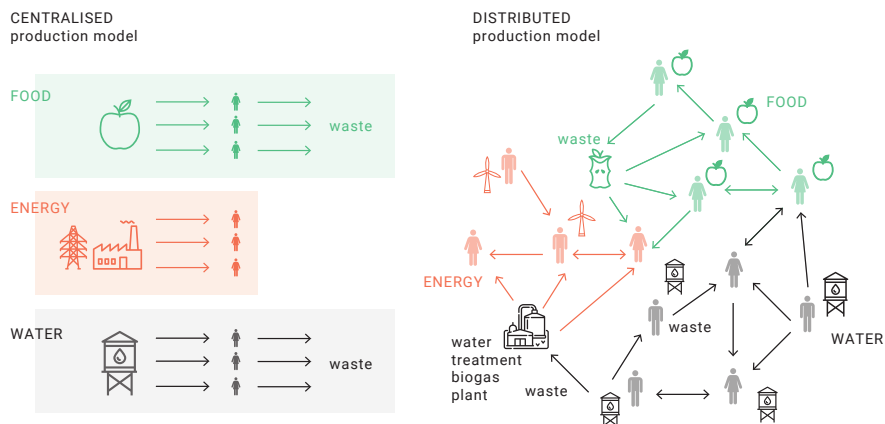 CENTRALISED
production model
FOOD
waste
ENERGY
WATER
waste
DISTRIBUTED
production model
FOOD
waste
ENERGY
water
treatment
biogas
plant
waste
waste
WATER